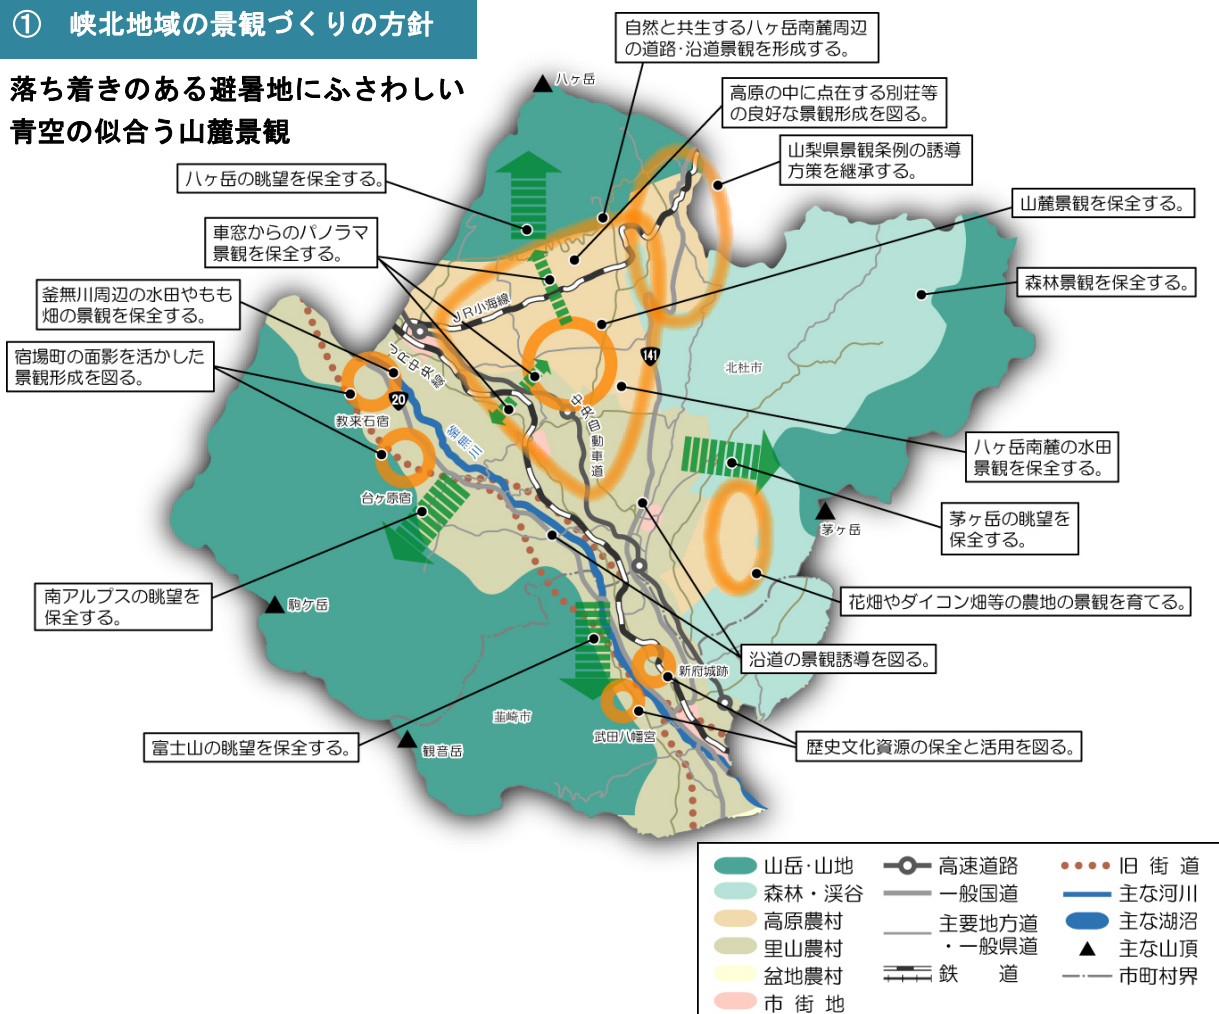 ① 峡北地域の景観づくりの方針
落ち着きのある避暑地にふさわしい
青空の似合う山麓景観
自然と共生する八ヶ岳南麓周辺
の道路・沿道景観を形成する。
八ヶ岳
高原の中に点在する別荘等
の良好な景観形成を図る。
山梨県景観条例の誘導
方策を継承する。
八ヶ岳の眺望を保全する。
山麓景観を保全する。
車窓からのパノラマ
景観を保全する。
森林景観を保全する。
釜無川周辺の水田やもも
畑の景観を保全する。
JR小海線
宿場町の面影を活かした
景観形成を図る。
JR中央線
141
北杜市
20
教来石宿
釜無川
中央自動車道
八ヶ岳南麓の水田
景観を保全する。
台ヶ原宿
茅ヶ岳の眺望を
保全する。
茅ヶ岳
南アルプスの眺望を
保全する。
駒ケ岳
花畑やダイコン畑等の農地の景観を育てる。
沿道の景観誘導を図る。
新府城跡
韮崎市
武田八幡宮
富士山の眺望を保全する。
観音岳
歴史文化資源の保全と活用を図る。
山岳・山地
森林・渓谷
高原農村
里山農村
盆地農村
市街地
高速道路
一般国道
主要地方道
・一般県道
鉄道
旧街道
主な河川
主な湖沼
主な山頂
市町村界